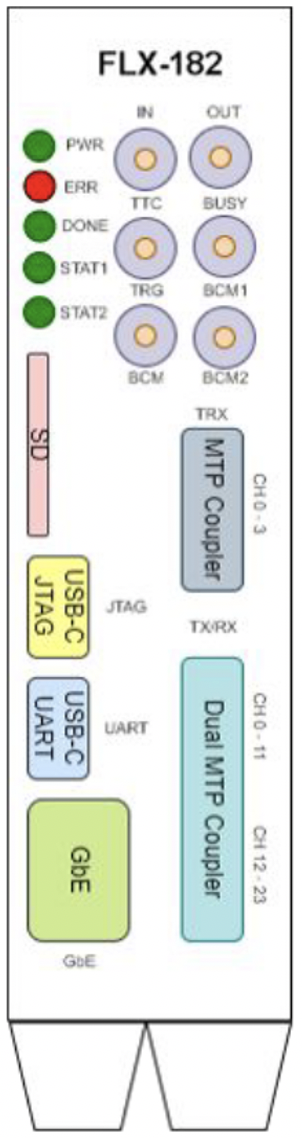 FLX-182
IN OUT
PWR
ERR
TTC BUSY
DONE
STAT1
TRG BCM1
STAT2
BCM BCM2
TRX
SD
MTP Coupler
CH 0 - 3
USB-C
JTAG
JTAG
TX/RX
USB-C
UART
UART
Dual MTP Coupler
CH 0 - 11
CH 12 - 23
GbE
GbE